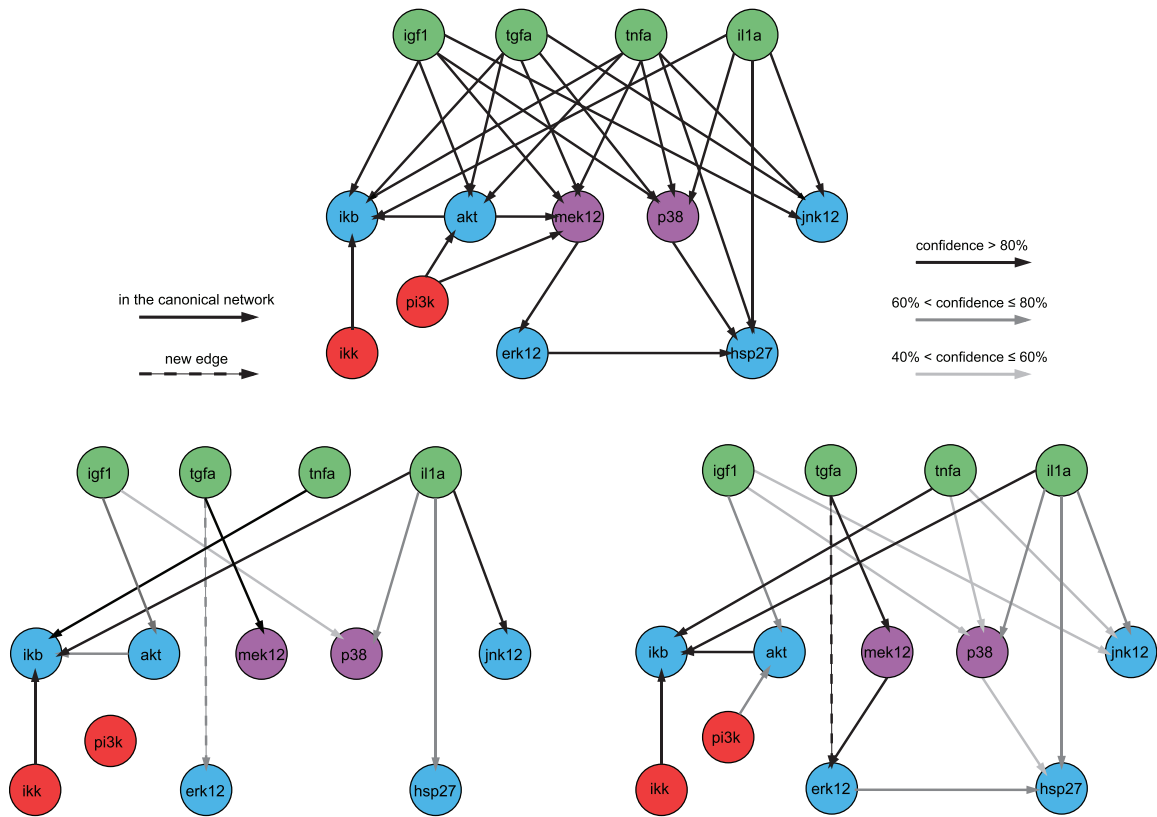 igf1 tgfa tnfa il1a
ikb akt mek12 p38 jnk12
confidence > 80%
in the canonical network
pi3k
60% < confidence ≤ 80%
new edge
ikk erk12 hsp27
40% < confidence ≤ 60%
igf1 tgfa tnfa il1a
ikb akt mek12 p38 jnk12
pi3k
ikk erk12 hsp27
igf1 tgfa tnfa il1a
ikb akt mek12 p38 jnk12
pi3k
ikk erk12 hsp27